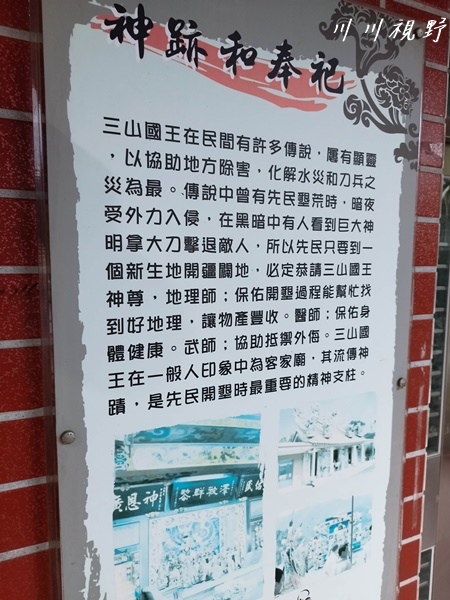 川川視野
神跡和奉祀
三山國王在民間有許多傳說，屢有顯靈
，以協助地方除害，化解水災和刀兵之
災為最。傳說中曾有先民墾荒時，暗夜
受外力入侵，在黑暗中有人看到巨大神
明拿大刀擊退敵人，所以先民只要到一
個新生地開疆闢地，必定恭請三山國王
神尊，地理師；保佑開墾過程能幫忙找
到好地理，讓物產豐收。醫師；保佑身
體健康。武師；協助抵禦外侮。三山國
王在一般人印象中為客家廟，其流傳神
蹟，是先民開墾時最重要的精神支柱。
廣恩神
黎群敷澤